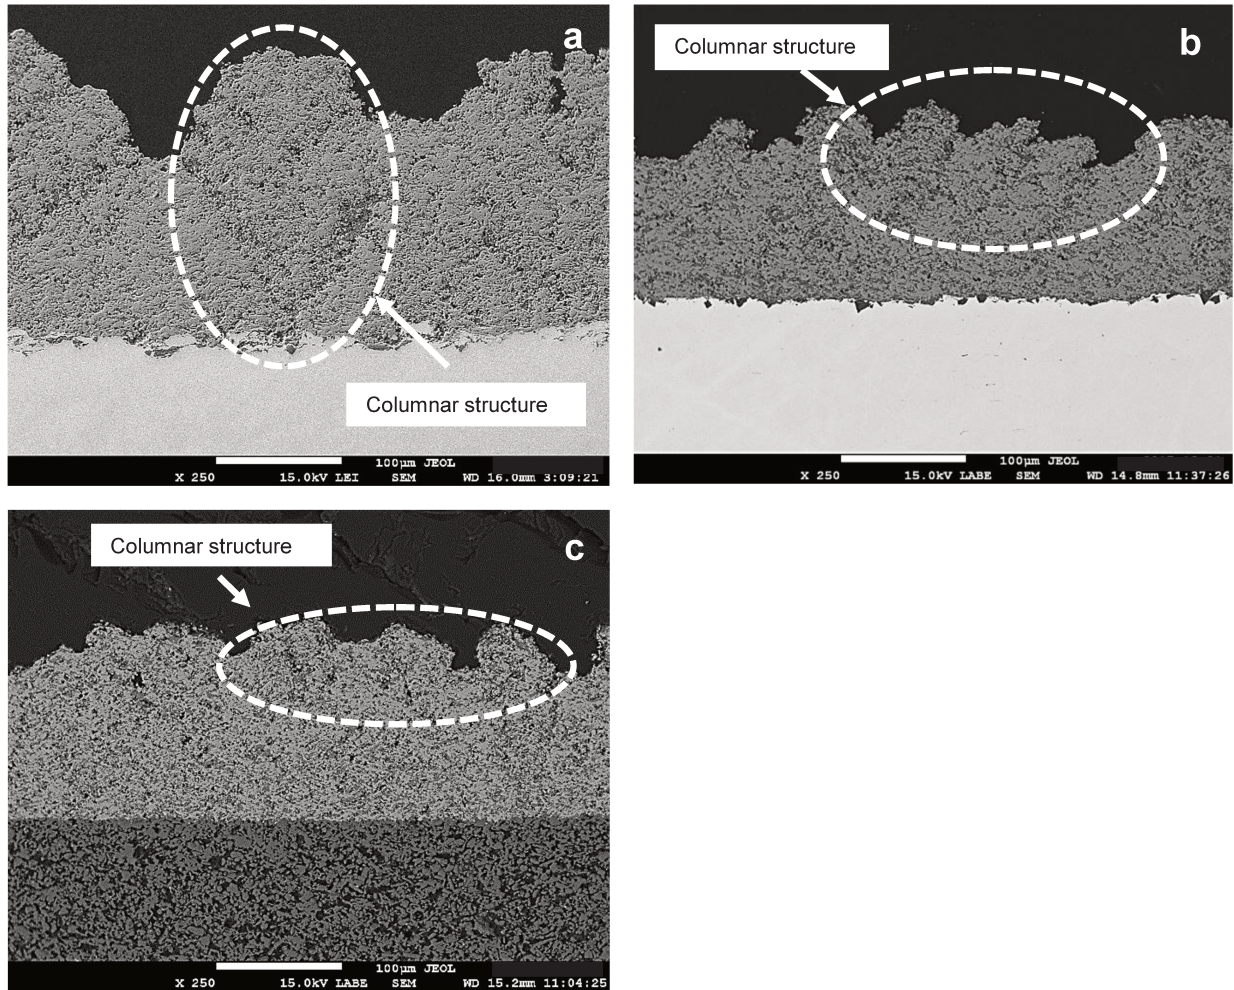 a
Columnar structure
100µm JEOL
X 250 15.0kV LEI SEM WD 16.0mm 3:09:21
Columnar structure
b
100µm JEOL
X 250 15.0kV LABE SEM WD 14.8mm 11:37:26
Columnar structure
c
100µm JEOL
X 250 15.0kV LABE SEM WD 15.2mm 11:04:25